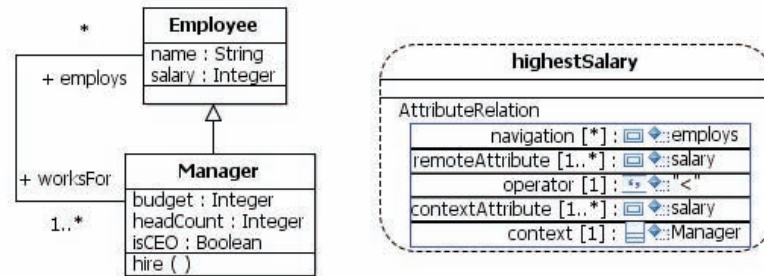 Employee
name : String
salary : Integer
*
+ employs
+ worksFor
1..*
Manager
budget : Integer
headCount : Integer
isCEO : Boolean
hire ( )
highestSalary
AttributeRelation
navigation [*] : employs
remoteAttribute [1..*] : salary
operator [1] : "<"
contextAttribute [1..*] : salary
context [1] : Manager